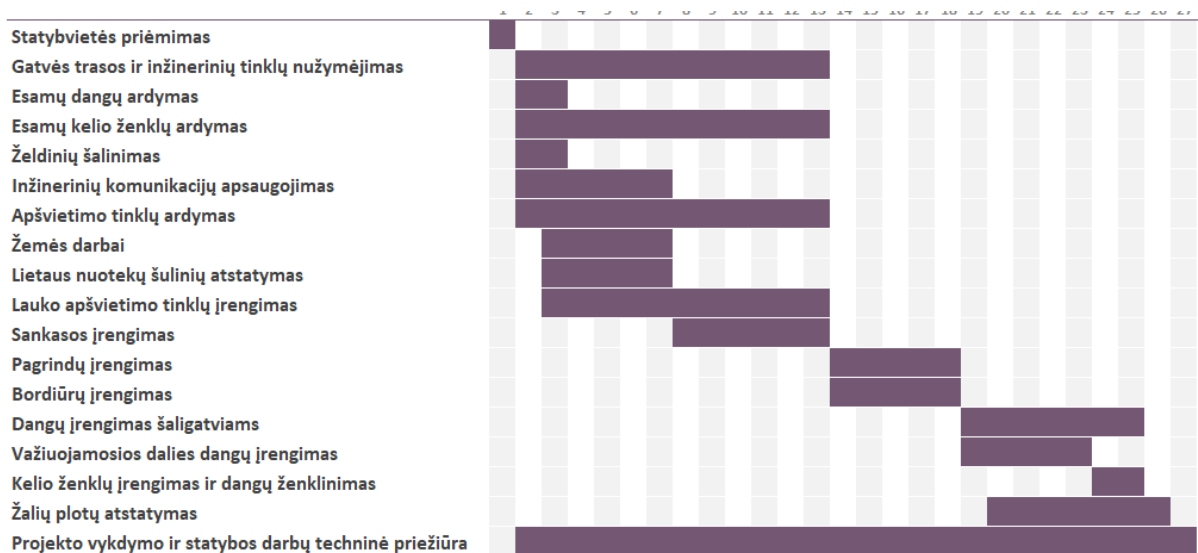 1 2 3 4 5 6 7 8 9 10 11 12 13 14 15 16 17 18 19 20 21 22 23 24 25 26 27
Statybvietės priėmimas
Gatvės trasos ir inžinerinių tinklų nužymėjimas
Esamų dangų ardymas
Esamų kelio ženklų ardymas
Želdinių šalinimas
Inžinerinių komunikacijų apsaugojimas
Apšvietimo tinklų ardymas
Žemės darbai
Lietaus nuotekų šulinių atstatymas
Lauko apšvietimo tinklų įrengimas
Sankasos įrengimas
Pagrindų įrengimas
Bordiūrų įrengimas
Dangų įrengimas šaligatviams
Važiuojamosios dalies dangų įrengimas
Kelio ženklų įrengimas ir dangų ženklinimas
Žalių plotų atstatymas
Projekto vykdymo ir statybos darbų techninė priežiūra